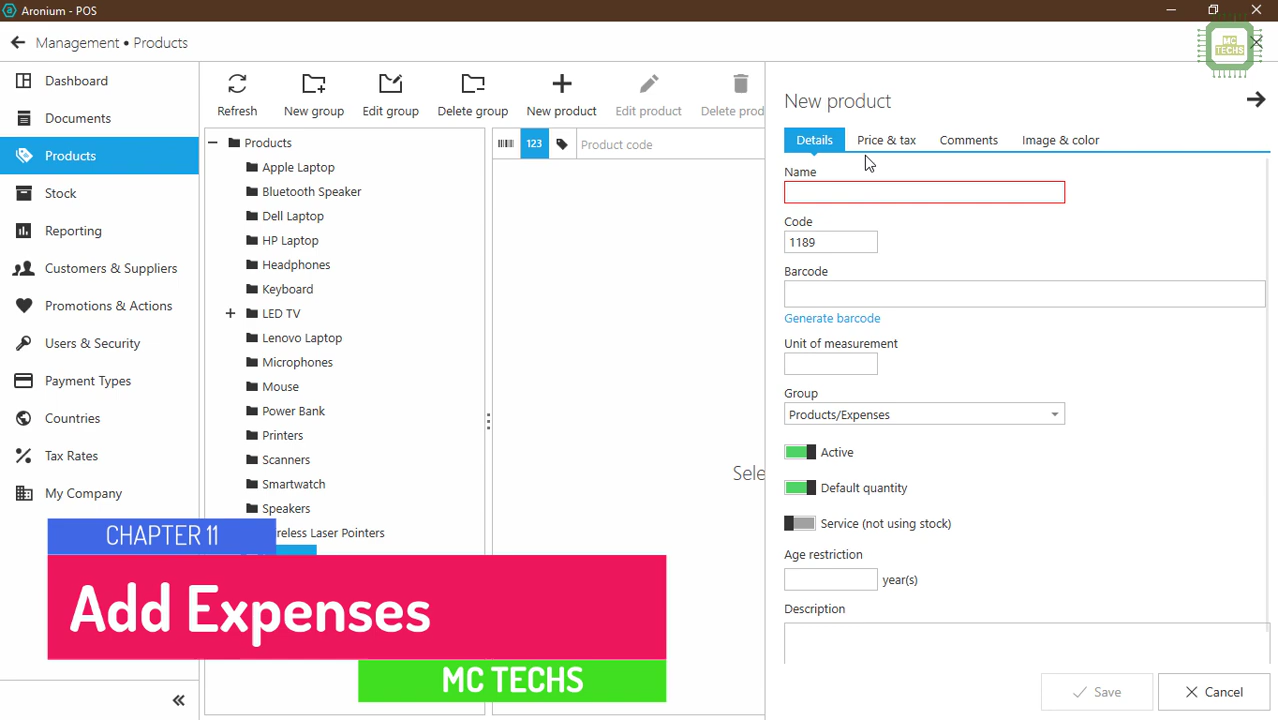 Aronium - POS
Management • Products
MC
TECHS
Dashboard
Documents
Products
Stock
Reporting
Customers & Suppliers
Promotions & Actions
Users & Security
Payment Types
Countries
Tax Rates
My Company
Refresh
New group
Edit group
Delete group
New product
Edit product
Delete prod
Products
Apple Laptop
Bluetooth Speaker
Dell Laptop
HP Laptop
Headphones
Keyboard
LED TV
Lenovo Laptop
Microphones
Mouse
Power Bank
Printers
Scanners
Smartwatch
Speakers
reless Laser Pointers
123
Product code
Sele
New product
Details
Price & tax
Comments
Image & color
Name
Code
1189
Barcode
Generate barcode
Unit of measurement
Group
Products/Expenses
Active
Default quantity
Service (not using stock)
Age restriction
year(s)
Description
Save
Cancel
CHAPTER 11
Add Expenses
MC TECHS